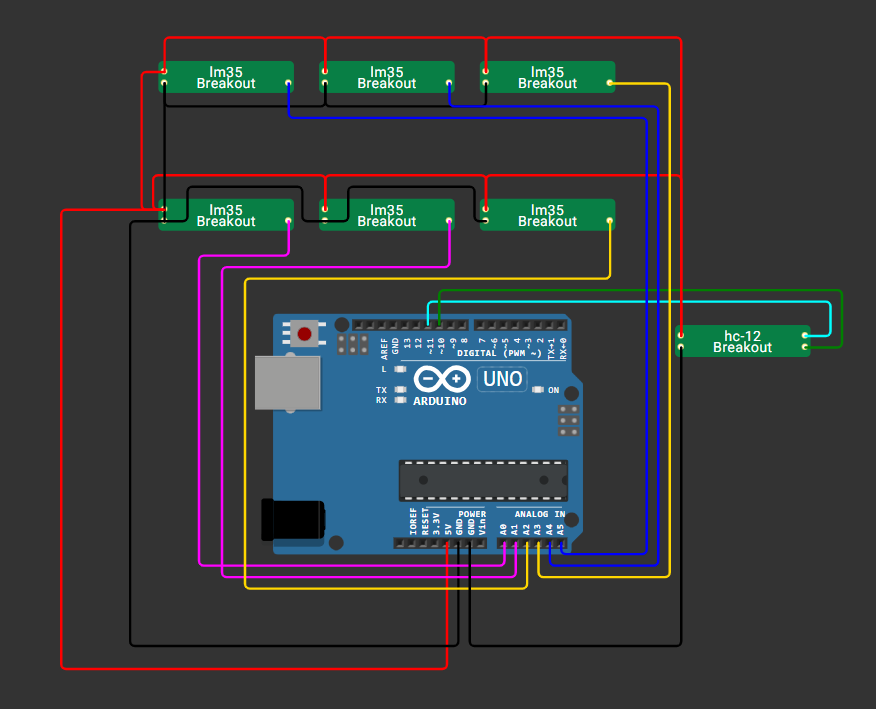 lm35
Breakout
lm35
Breakout
lm35
Breakout
lm35
Breakout
lm35
Breakout
lm35
Breakout
hc-12
Breakout
AREF
GND
13
12
~11
~10
~9
8
7
~6
~5
4
~3
2
TX→1
RX←0
DIGITAL (PWM ~)
L
TX
RX
UNO
ARDUINO
ON
IOREF
RESET
3.3V
5V
GND
GND
Vin
POWER
ANALOG IN
A0
A1
A2
A3
A4
A5